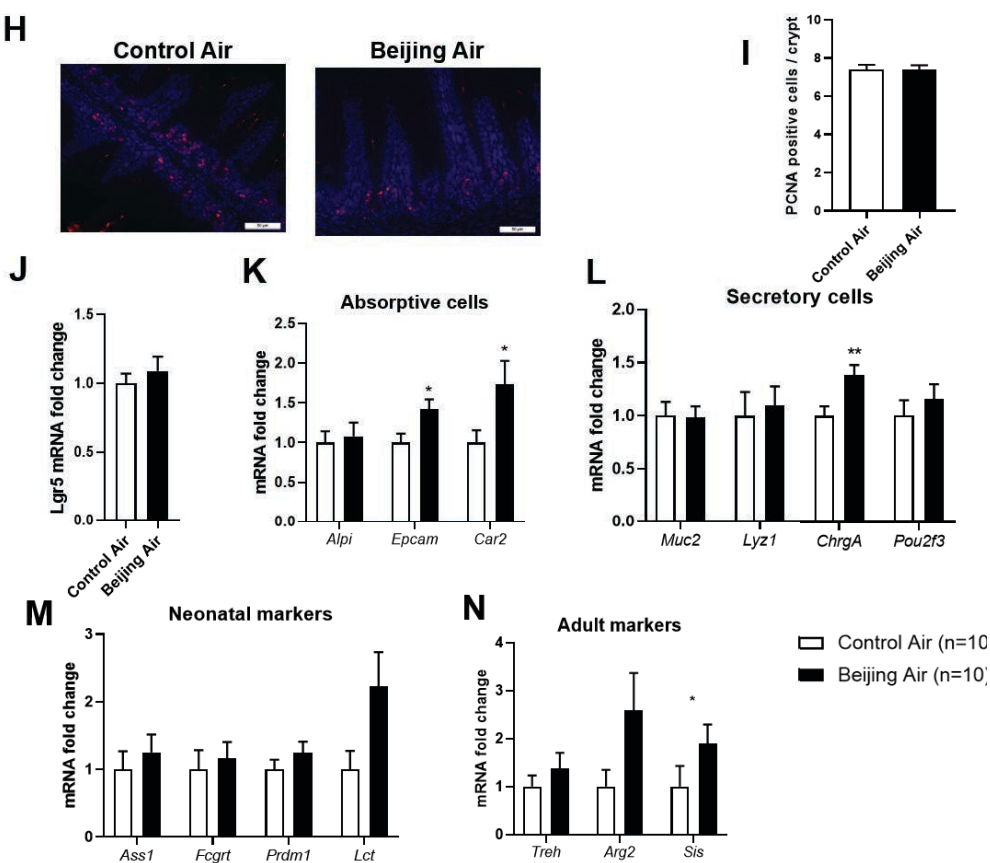 H
Control Air
Beijing Air
50 µm
50 µm
I
PCNA positive cells / crypt
10
8
6
4
2
0
Control Air
Beijing Air
J
Lgr5 mRNA fold change
1.5
1.0
0.5
0.0
Control Air
Beijing Air
K
Absorptive cells
mRNA fold change
2.5
2.0
1.5
1.0
0.5
0.0
*
*
Alpi
Epcam
Car2
L
Secretory cells
mRNA fold change
2.0
1.5
1.0
0.5
0.0
**
Muc2
Lyz1
ChrgA
Pou2f3
M
Neonatal markers
mRNA fold change
3
2
1
0
Ass1
Fcgrt
Prdm1
Lct
N
Adult markers
mRNA fold change
4
3
2
1
0
*
Treh
Arg2
Sis
Control Air (n=10
Beijing Air (n=10)